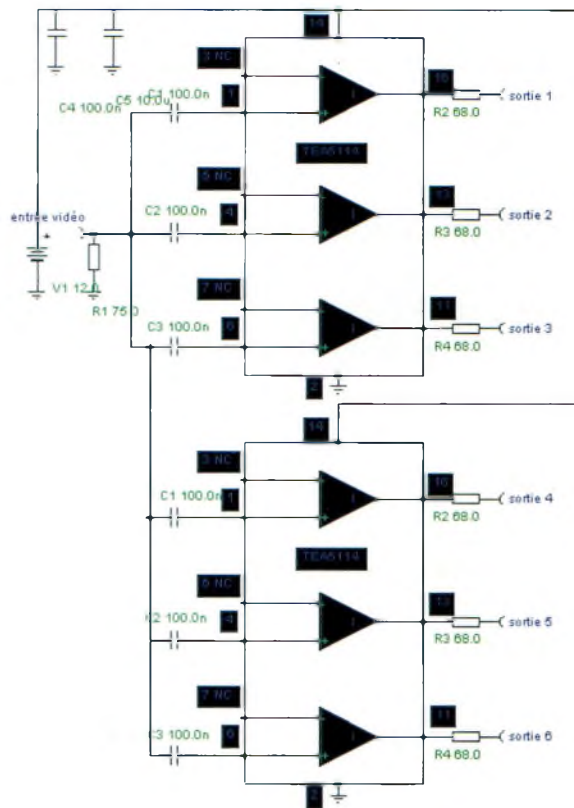 14
3 NC
C1 100.0n
1
C5 10.0u
C4 100.0n
R2 68.0
sortie 1
TEA5114
5 NC
C2 100.0n
4
13
R3 68.0
sortie 2
entrée vidéo
+
V1 12.0
R1 75.0
7 NC
C3 100.0n
6
11
R4 68.0
sortie 3
2
14
3 NC
C1 100.0n
1
16
R2 68.0
sortie 4
TEA5114
5 NC
C2 100.0n
4
13
R3 68.0
sortie 5
7 NC
C3 100.0n
6
11
R4 68.0
sortie 6
2